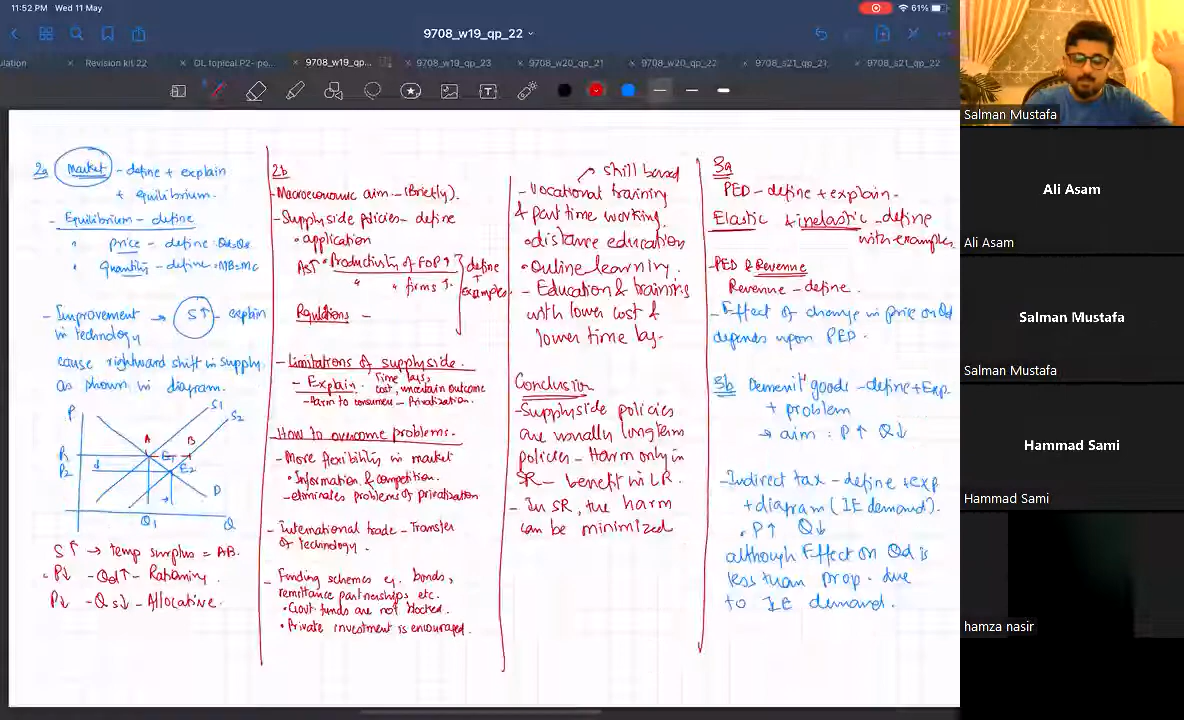 11:52 PM Wed 11 May
61%
9708_w19_qp_22
ulation
Revision kit 22
OL topical P2--po...
9708_w19_qp...
9708_w19_qp_23
9708_w20_qp_21
9708_w20_qp_22
9708_s21_qp_21
9708_s21_qp_22
2a market - define + explain
+ equilibrium.
- Equilibrium - define
price - define : Qd=Qs
quantity - define : MB=MC
- Improvement → S↑ - explain
in technology
cause rightward shift in supply
as shown in diagram.
P
S1
S2
A
B
P1
E1
P2
d
E2
D
Q1
Q
S↑ → temp surplus = AB.
P↓ - Qd↑ - Rationing.
P↓ - Qs↓ - Allocative.
2b
- Macroeconomic aim - (Briefly).
- Supply side policies - define
• application
AS↑ • Productivity of FOP↑
" " firms ↑.
define
+
examples
Regulations -
- Limitations of supplyside.
- Explain. Time lags,
cost, uncertain outcome
- Harm to consumers - Privatization.
- How to overcome problems.
- More flexibility in market
• Information & competition.
- eliminates problems of privatization
- International trade - Transfer
of technology.
- Funding schemes eg. bonds,
remittance partnerships etc.
• Govt. funds are not blocked.
• Private investment is encouraged.
→ skill based
- Vocational training
& part time working.
• distance education
• Online learning.
- Education & training
with lower cost &
lower time lag.
Conclusion
- Supplyside policies
are usually longterm
policies - Harm only in
SR - benefit in LR.
- In SR, the harm
can be minimized
3a
PED - define + explain -
Elastic & inelastic - define
with examples
- PED & Revenue
Revenue - define.
- Effect of change in price on Qd
depends upon PED.
3b Demerit goods - define + Exp
+ problem
→ aim : P↑ Q↓
- Indirect tax - define + exp
+ diagram (IE demand).
• P↑ Q↓
although Effect on Qd is
less than prop. due
to IE demand.
Salman Mustafa
Ali Asam
Ali Asam
Salman Mustafa
Salman Mustafa
Hammad Sami
Hammad Sami
hamza nasir